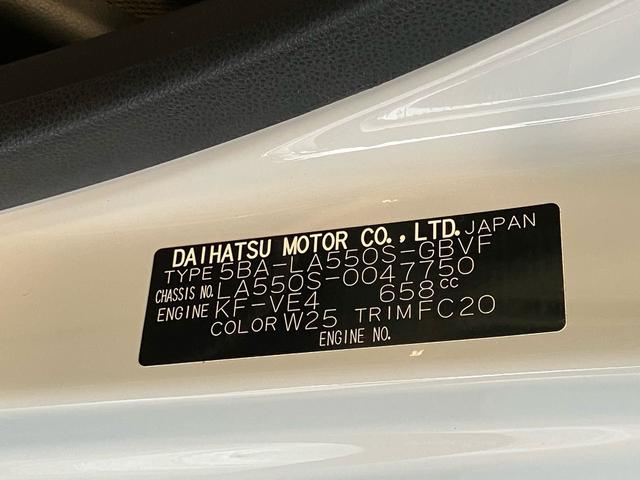 DAIHATSU MOTOR CO., LTD. JAPAN
TYPE 5BA-LA550S-GBVF
CHASSIS NO. LA550S-0047750
ENGINE KF-VE4 658cc
COLOR W25 TRIM FC20
ENGINE NO.